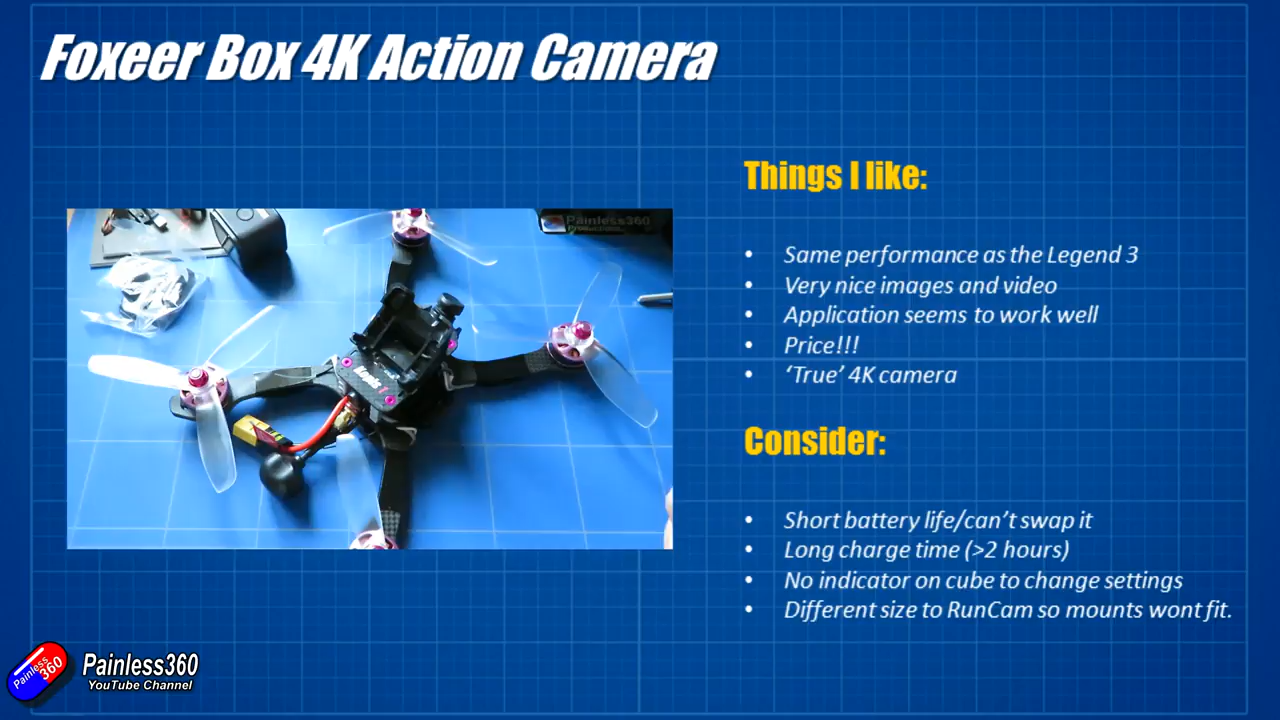 Foxeer Box 4K Action Camera
Things I like:
• Same performance as the Legend 3
• Very nice images and video
• Application seems to work well
• Price!!!
• ‘True’ 4K camera
Consider:
• Short battery life/can’t swap it
• Long charge time (>2 hours)
• No indicator on cube to change settings
• Different size to RunCam so mounts wont fit.
Painless360
Productions
Painless
360
Painless360
YouTube Channel